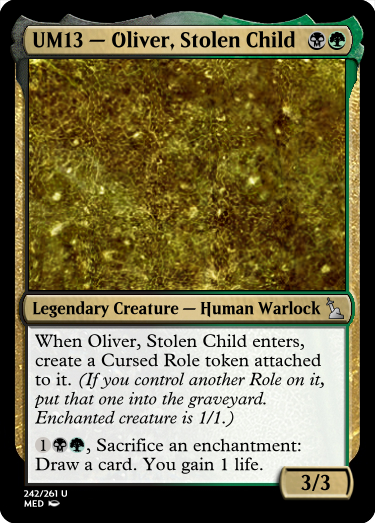 UM13 — Oliver, Stolen Child
Legendary Creature — Human Warlock
When Oliver, Stolen Child enters,
create a Cursed Role token attached
to it. (If you control another Role on it,
put that one into the graveyard.
Enchanted creature is 1/1.)
1, Sacrifice an enchantment:
Draw a card. You gain 1 life.
3/3
242/261 U
MED